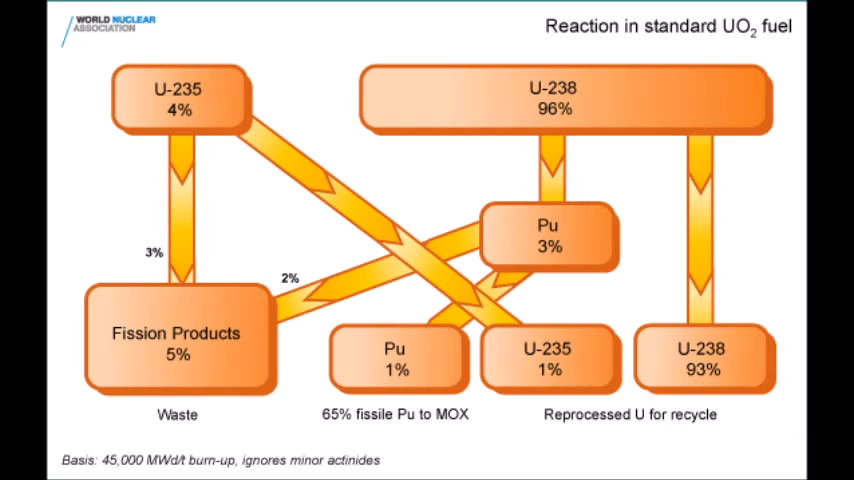 WORLD NUCLEAR
ASSOCIATION
Reaction in standard UO₂ fuel
U-235
4%
U-238
96%
Pu
3%
3%
2%
Fission Products
5%
Pu
1%
U-235
1%
U-238
93%
Waste
65% fissile Pu to MOX
Reprocessed U for recycle
Basis: 45,000 MWd/t burn-up, ignores minor actinides